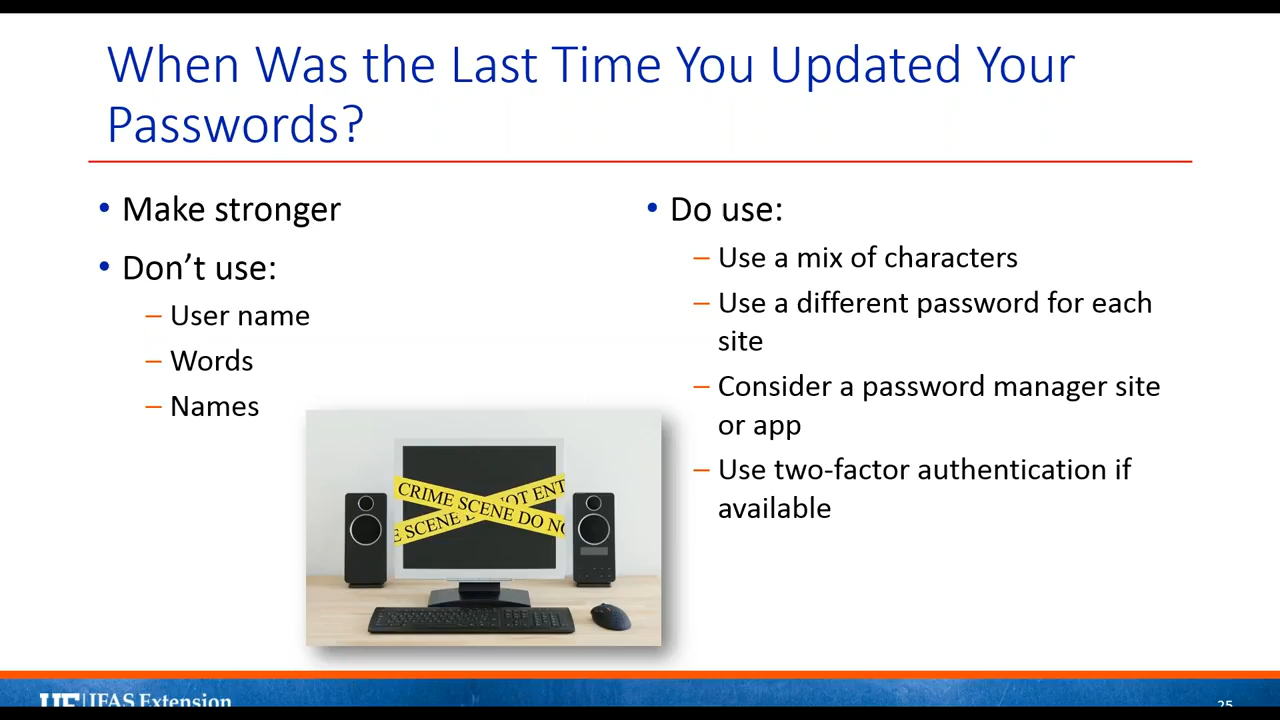 When Was the Last Time You Updated Your
Passwords?
• Make stronger
• Don’t use:
– User name
– Words
– Names
• Do use:
– Use a mix of characters
– Use a different password for each
site
– Consider a password manager site
or app
– Use two-factor authentication if
available
CRIME SCENE DO NOT ENT
E SCENE DO NO
UF | IFAS Extension
25